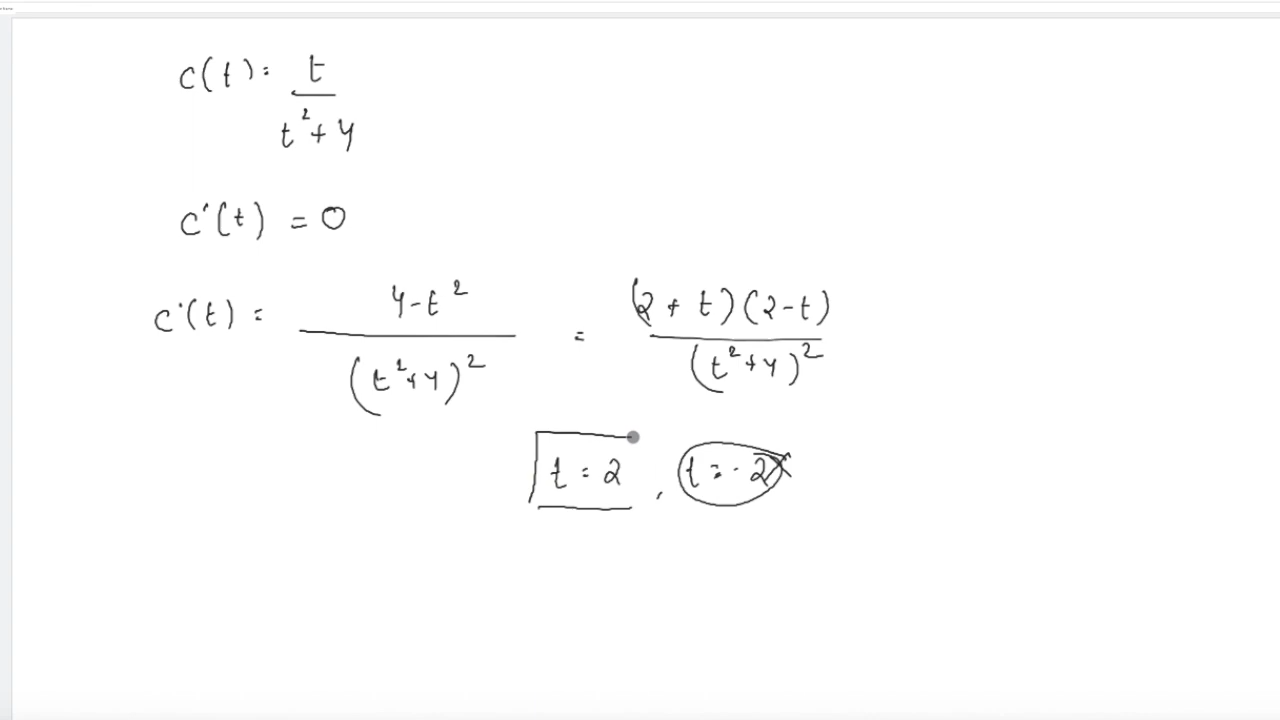 c(t) = t / t² + 4
c'(t) = 0
c'(t) = 4 - t² / (t² + 4)² = (2 + t)(2 - t) / (t² + 4)²
t = 2 , t = -2